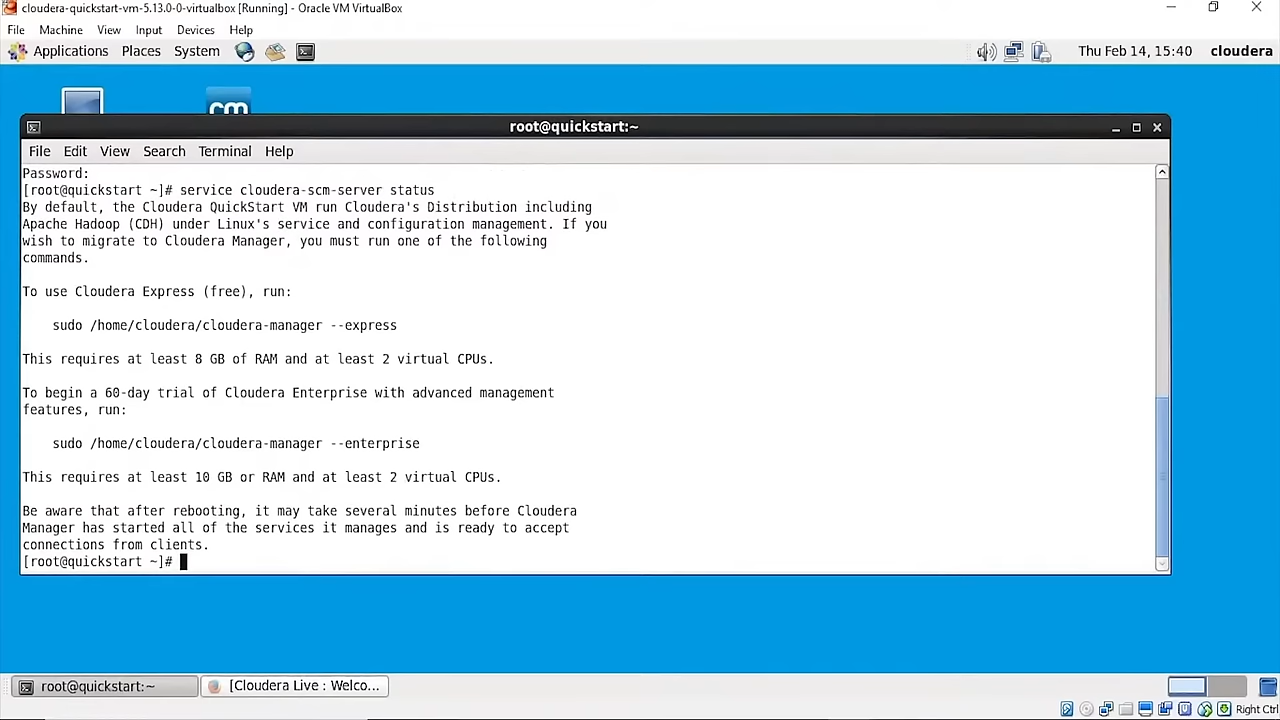 cloudera-quickstart-vm-5.13.0-0-virtualbox [Running] - Oracle VM VirtualBox
File Machine View Input Devices Help
Applications Places System Thu Feb 14, 15:40 cloudera
cm
root@quickstart:~
File Edit View Search Terminal Help
Password:
[root@quickstart ~]# service cloudera-scm-server status
By default, the Cloudera QuickStart VM run Cloudera's Distribution including
Apache Hadoop (CDH) under Linux's service and configuration management. If you
wish to migrate to Cloudera Manager, you must run one of the following
commands.
To use Cloudera Express (free), run:
sudo /home/cloudera/cloudera-manager --express
This requires at least 8 GB of RAM and at least 2 virtual CPUs.
To begin a 60-day trial of Cloudera Enterprise with advanced management
features, run:
sudo /home/cloudera/cloudera-manager --enterprise
This requires at least 10 GB or RAM and at least 2 virtual CPUs.
Be aware that after rebooting, it may take several minutes before Cloudera
Manager has started all of the services it manages and is ready to accept
connections from clients.
[root@quickstart ~]#
root@quickstart:~ [Cloudera Live : Welco...
Right Ctrl